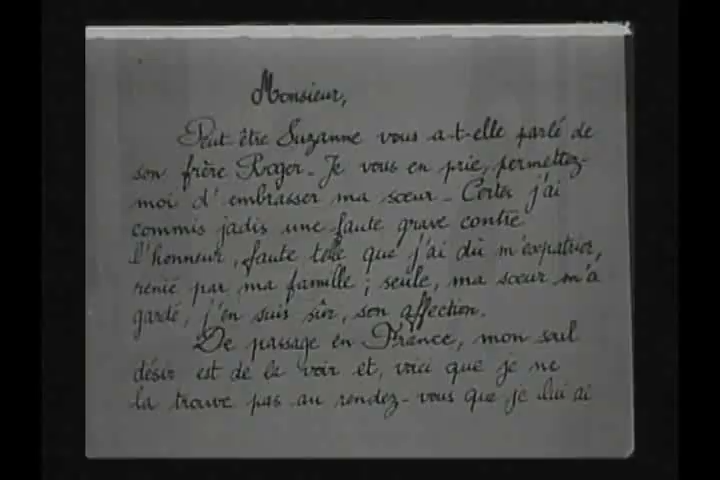 Monsieur,
Peut être Suzanne vous a-t-elle parlé de
son frère Roger. Je vous en prie, permettez-
moi d'embrasser ma sœur. Certes j'ai
commis jadis une faute grave contre
l'honneur, faute telle que j'ai dû m'expatrier,
renié par ma famille ; seule, ma sœur m'a
gardé, j'en suis sûr, son affection.
De passage en France, mon seul
désir est de la voir et, voici que je ne
la trouve pas au rendez-vous que je lui ai